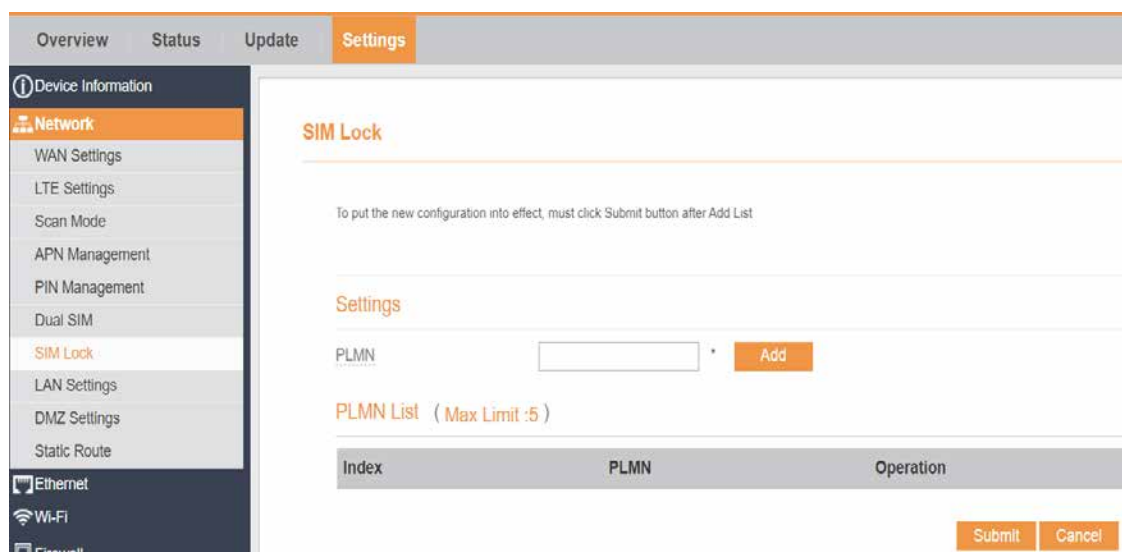 Overview Status Update Settings
Device Information
Network
WAN Settings
LTE Settings
Scan Mode
APN Management
PIN Management
Dual SIM
SIM Lock
LAN Settings
DMZ Settings
Static Route
Ethernet
Wi-Fi
Firewall
SIM Lock
To put the new configuration into effect, must click Submit button after Add List
Settings
PLMN * Add
PLMN List ( Max Limit :5 )
Index PLMN Operation
Submit Cancel